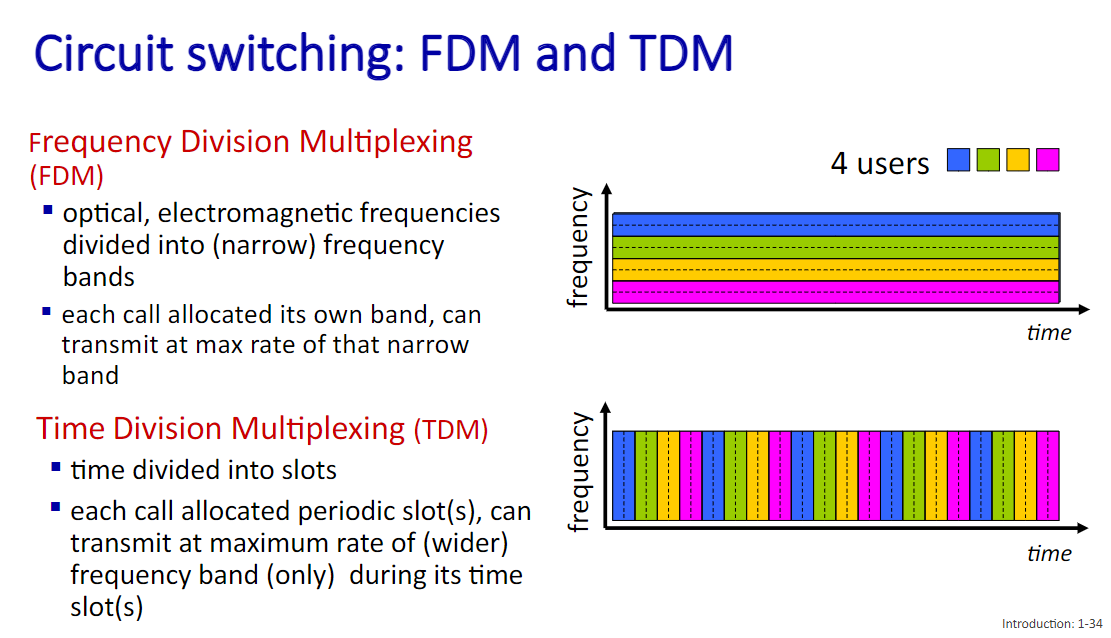 Circuit switching: FDM and TDM
Frequency Division Multiplexing
(FDM)
optical, electromagnetic frequencies
divided into (narrow) frequency
bands
each call allocated its own band, can
transmit at max rate of that narrow
band
4 users
frequency
time
Time Division Multiplexing (TDM)
time divided into slots
each call allocated periodic slot(s), can
transmit at maximum rate of (wider)
frequency band (only) during its time
slot(s)
frequency
time
Introduction: 1-34